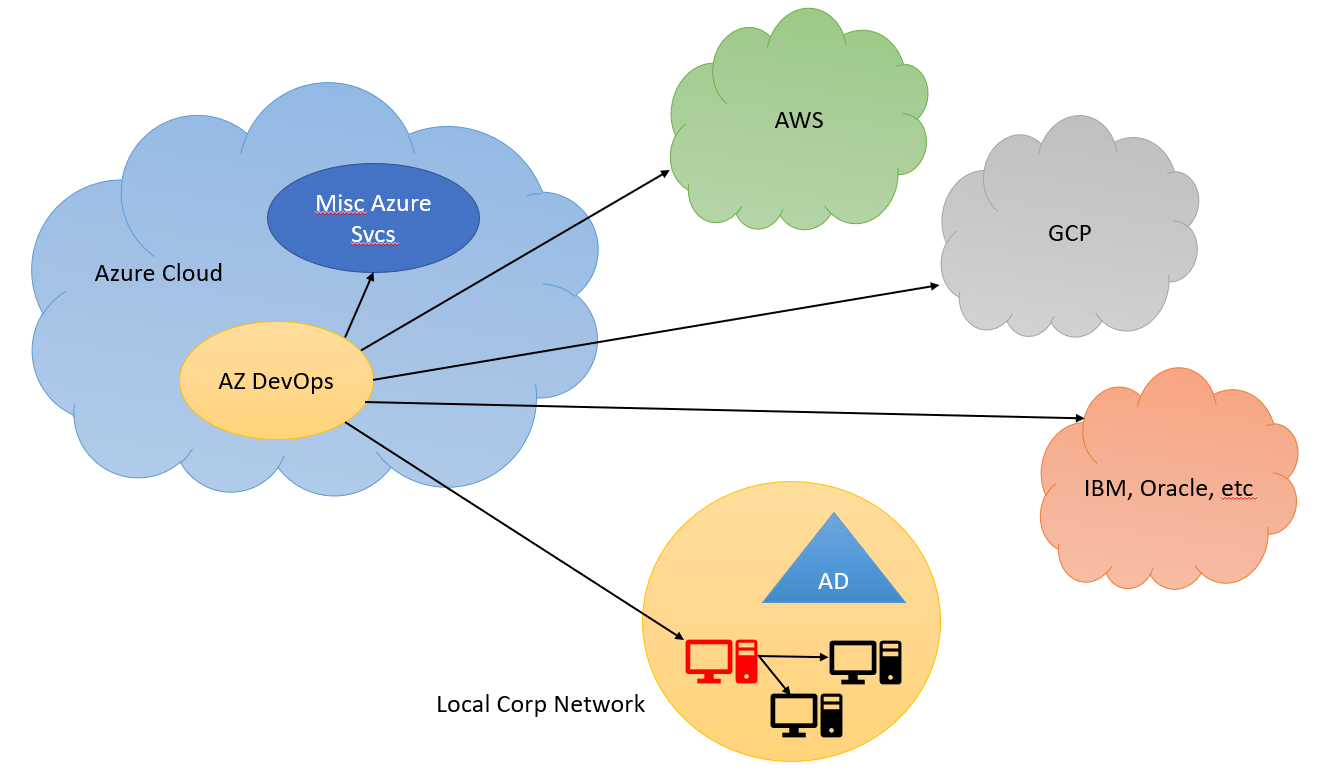 AWS
Misc Azure
Svcs
GCP
Azure Cloud
AZ DevOps
IBM, Oracle, etc
AD
Local Corp Network